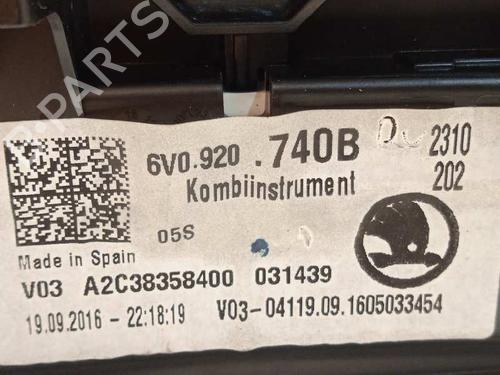 B-PARTS
6V0.920 .740B 2310
Kombiinstrument 202
05S
Made in Spain
V03 A2C38358400 031439
19.09.2016 - 22:18:19 V03-04119.09.1605033454